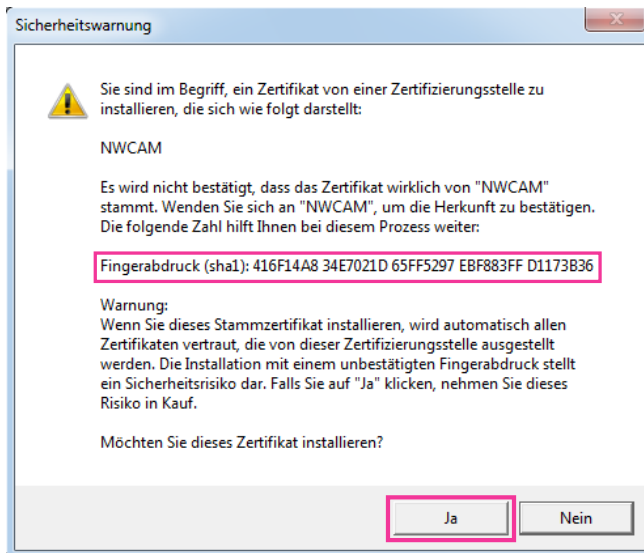 Sicherheitswarnung
Sie sind im Begriff, ein Zertifikat von einer Zertifizierungsstelle zu
installieren, die sich wie folgt darstellt:
NWCAM
Es wird nicht bestätigt, dass das Zertifikat wirklich von "NWCAM"
stammt. Wenden Sie sich an "NWCAM", um die Herkunft zu bestätigen.
Die folgende Zahl hilft Ihnen bei diesem Prozess weiter:
Fingerabdruck (sha1): 416F14A8 34E7021D 65FF5297 EBF883FF D1173B36
Warnung:
Wenn Sie dieses Stammzertifikat installieren, wird automatisch allen
Zertifikaten vertraut, die von dieser Zertifizierungsstelle ausgestellt
werden. Die Installation mit einem unbestätigten Fingerabdruck stellt
ein Sicherheitsrisiko dar. Falls Sie auf "Ja" klicken, nehmen Sie dieses
Risiko in Kauf.
Möchten Sie dieses Zertifikat installieren?
Ja
Nein